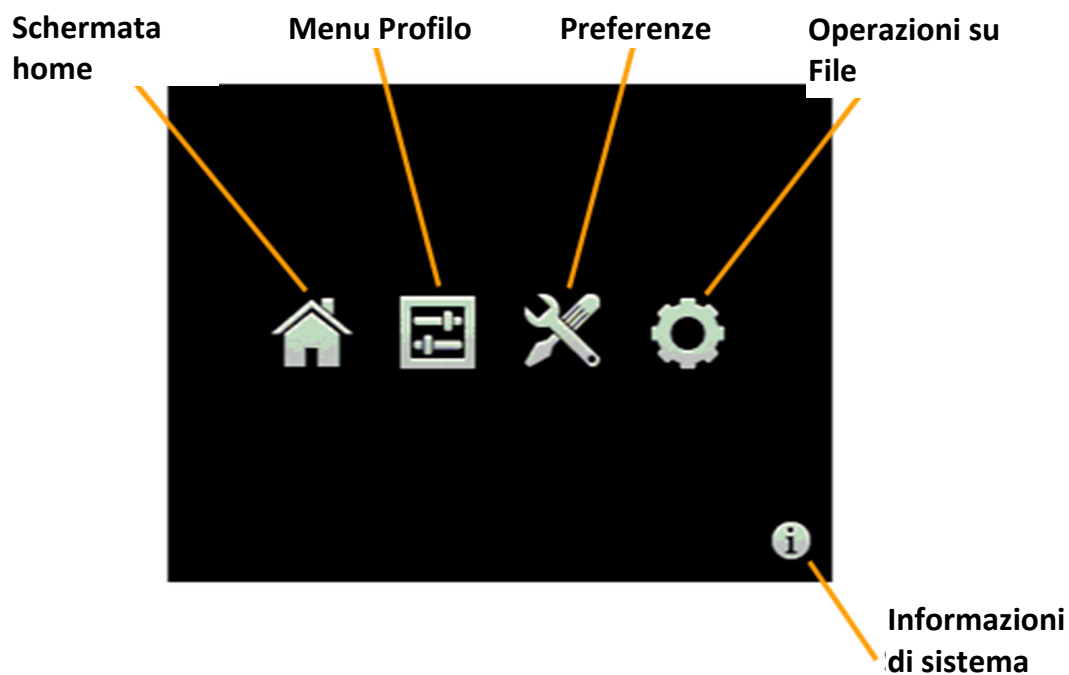 Schermata
home
Menu Profilo
Preferenze
Operazioni su
File
Informazioni
di sistema